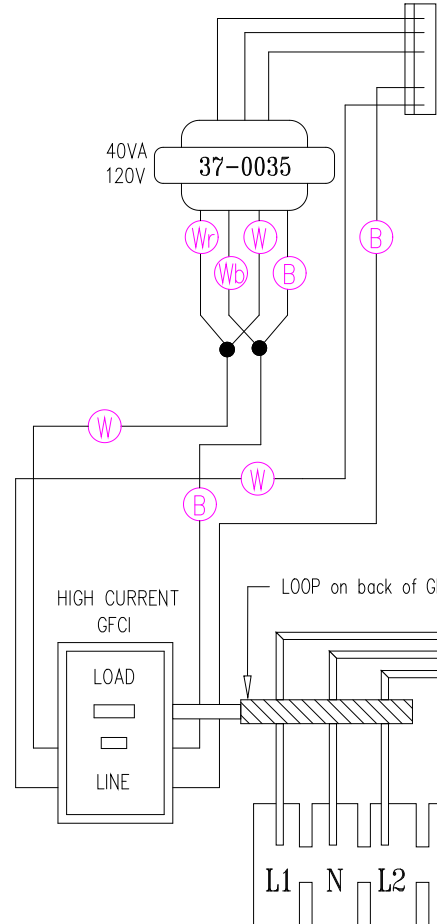 40VA
120V
37-0035
Wr
W
B
Wb
B
W
W
B
LOOP on back of G
HIGH CURRENT
GFCI
LOAD
LINE
L1 N L2